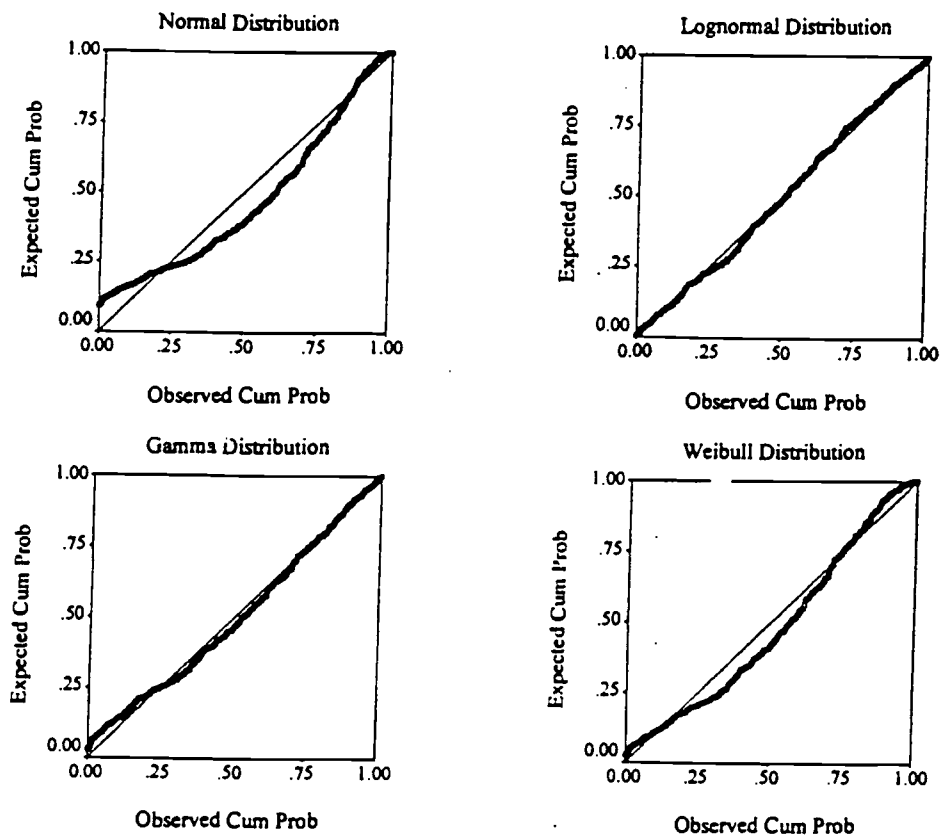 Normal Distribution
Expected Cum Prob
1.00
.75
.50
.25
0.00
0.00 .25 .50 .75 1.00
Observed Cum Prob
Lognormal Distribution
Expected Cum Prob
1.00
.75
.50
.25
0.00
0.00 .25 .50 .75 1.00
Observed Cum Prob
Gamma Distribution
Expected Cum Prob
1.00
.75
.50
.25
0.00
0.00 .25 .50 .75 1.00
Observed Cum Prob
Weibull Distribution
Expected Cum Prob
1.00
.75
.50
.25
0.00
0.00 .25 .50 .75 1.00
Observed Cum Prob